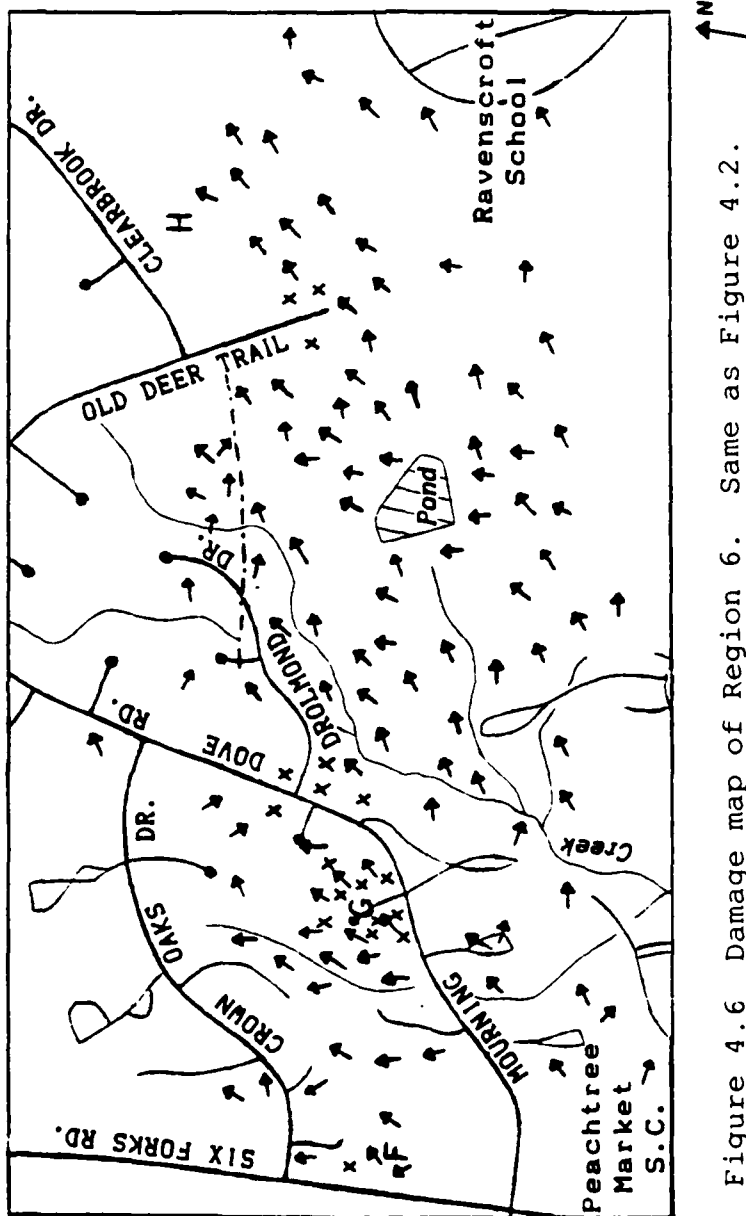 N
CLEARBROOK DR.
H
OLD DEER TRAIL
Ravenscroft
School
Pond
DROLMOND DR.
MOURNING DOVE RD.
CROWN OAKS DR.
SIX FORKS RD.
G
F
Creek
Peachtree
Market
S.C.
Figure 4.6 Damage map of Region 6. Same as Figure 4.2.